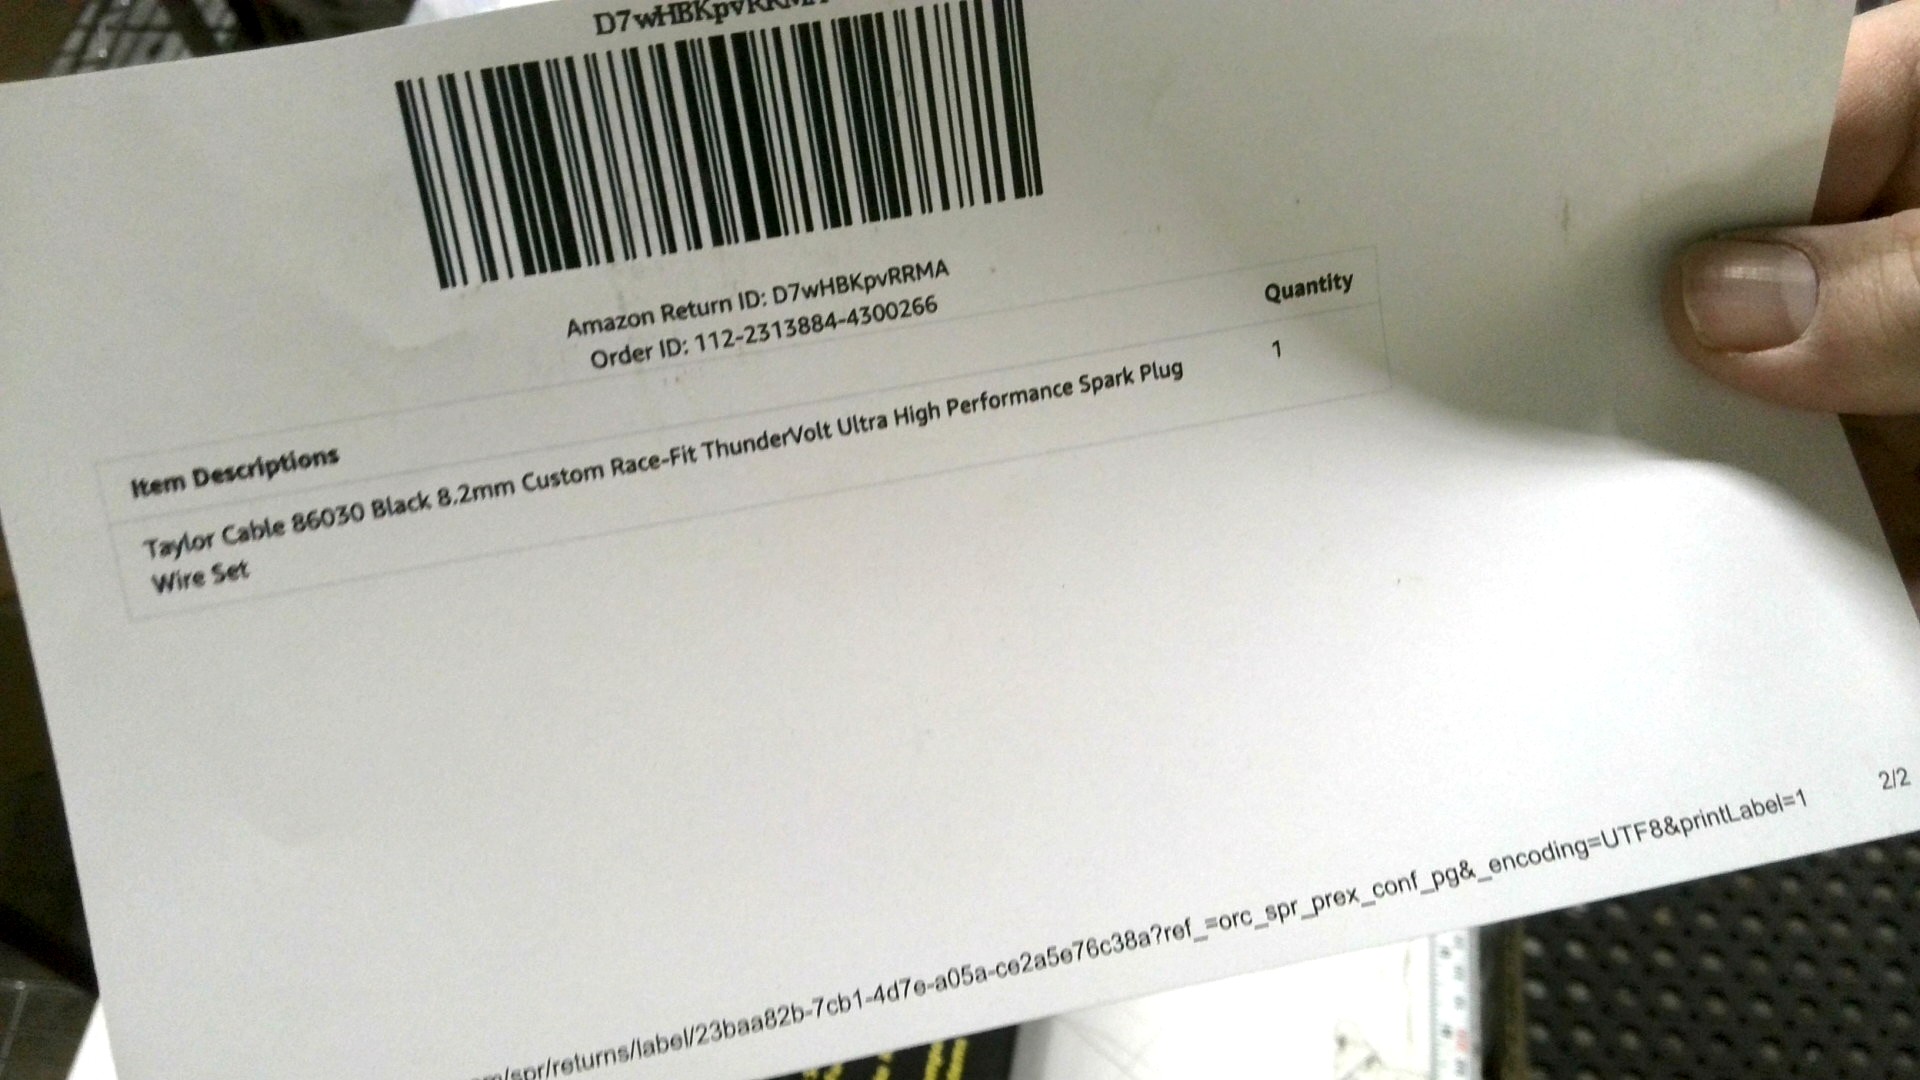 D7wHBKpvRRMA
Amazon Return ID: D7wHBKpvRRMA
Order ID: 112-2313884-4300266
Item Descriptions Quantity
Taylor Cable 86030 Black 8.2mm Custom Race-Fit ThunderVolt Ultra High Performance Spark Plug 1
Wire Set
/spr/returns/label/23baa82b-7cb1-4d7e-a05a-ce2a5e76c38a?ref_=orc_spr_prex_conf_pg&_encoding=UTF8&printLabel=1 2/2